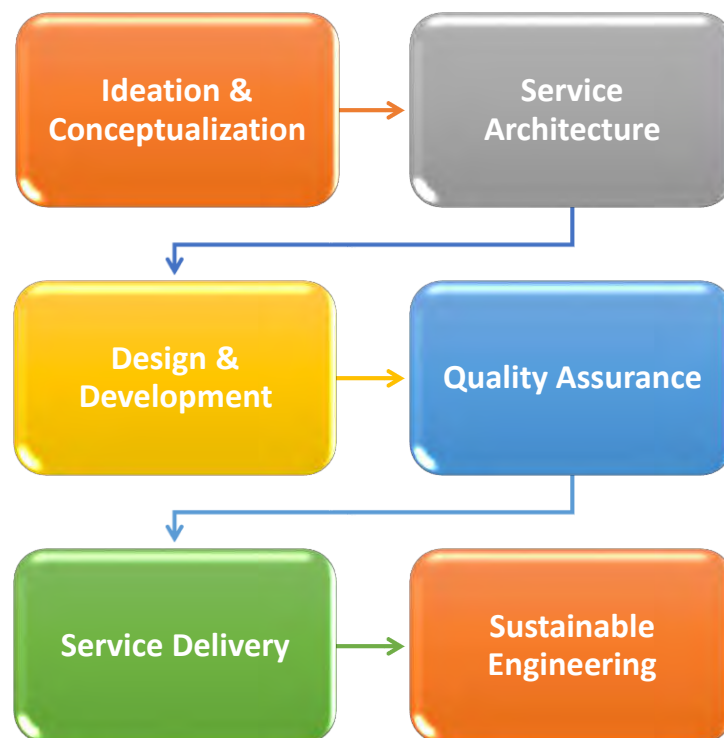 Ideation &
Conceptualization
Service
Architecture
Design &
Development
Quality Assurance
Service Delivery
Sustainable
Engineering